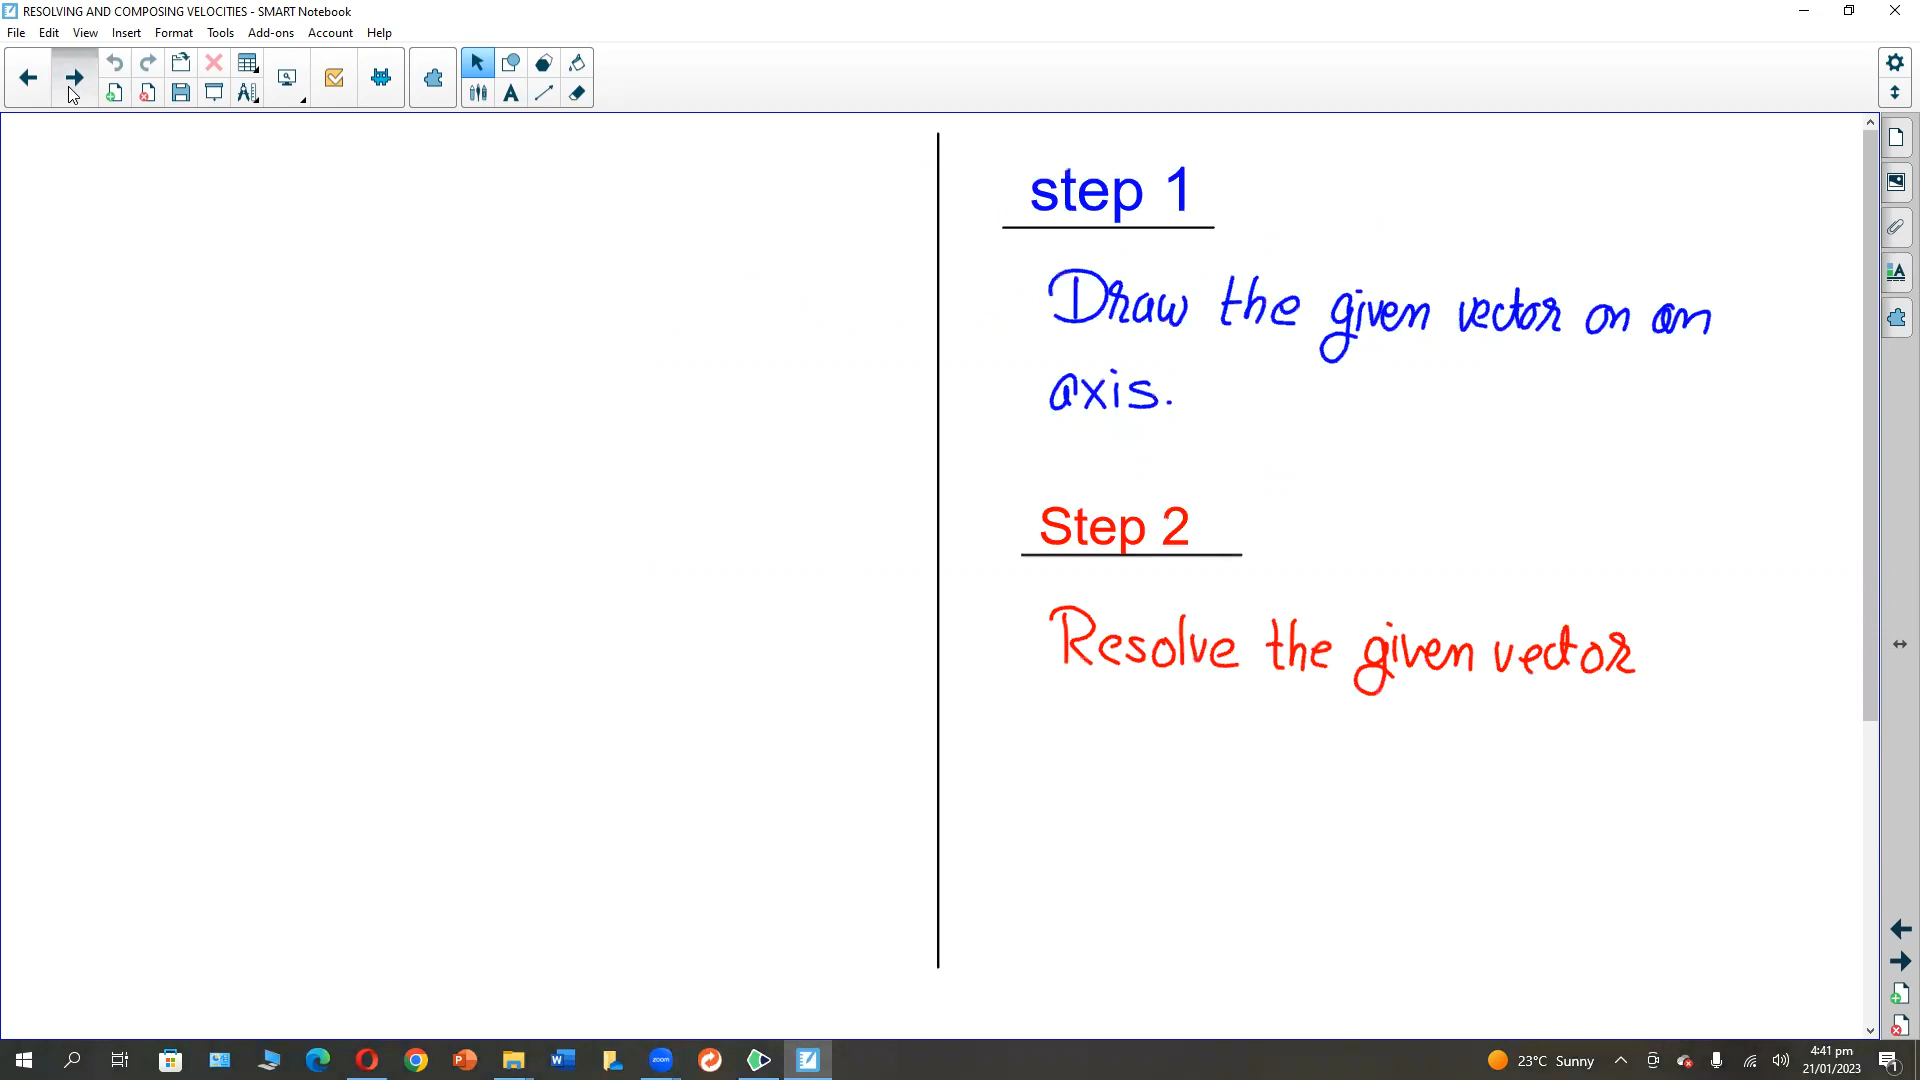 RESOLVING AND COMPOSING VELOCITIES - SMART Notebook
File Edit View Insert Format Tools Add-ons Account Help
step 1
Draw the given vector on an
axis.
Step 2
Resolve the given vector
zoom
23°C Sunny
4:41 pm
21/01/2023
1